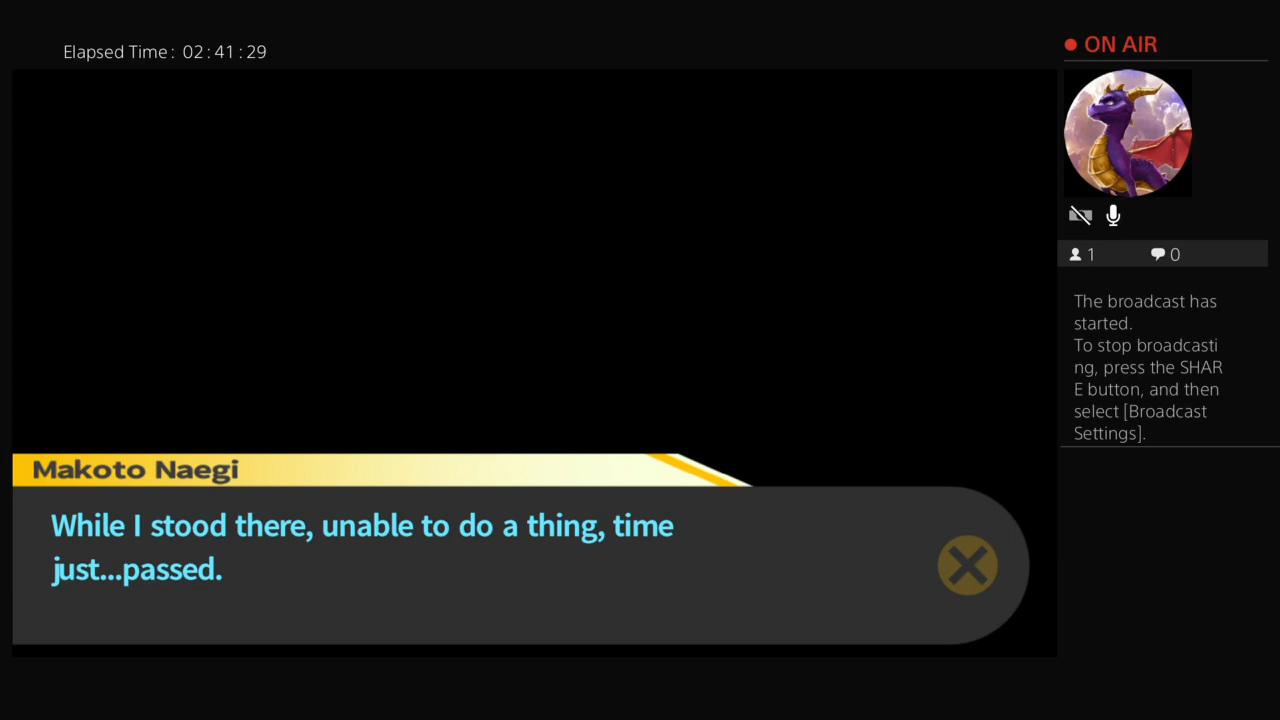 Elapsed Time: 02:41:29
ON AIR
1 0
The broadcast has
started.
To stop broadcasti
ng, press the SHAR
E button, and then
select [Broadcast
Settings].
Makoto Naegi
While I stood there, unable to do a thing, time
just...passed.